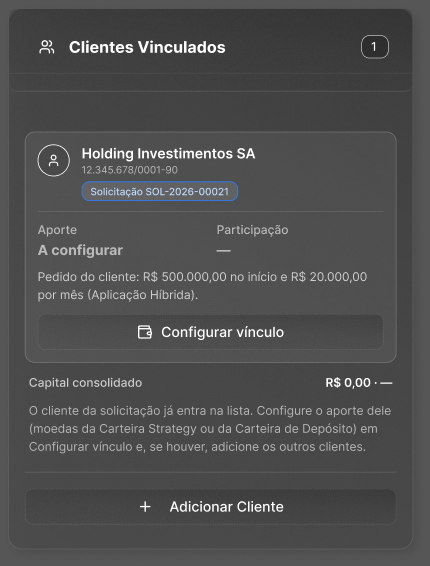 Clientes Vinculados
1
Holding Investimentos SA
12.345.678/0001-90
Solicitação SOL-2026-00021
Aporte
Participação
A configurar
—
Pedido do cliente: R$ 500.000,00 no início e R$ 20.000,00
por mês (Aplicação Híbrida).
Configurar vínculo
Capital consolidado
R$ 0,00 · —
O cliente da solicitação já entra na lista. Configure o aporte dele
(moedas da Carteira Strategy ou da Carteira de Depósito) em
Configurar vínculo e, se houver, adicione os outros clientes.
+ Adicionar Cliente